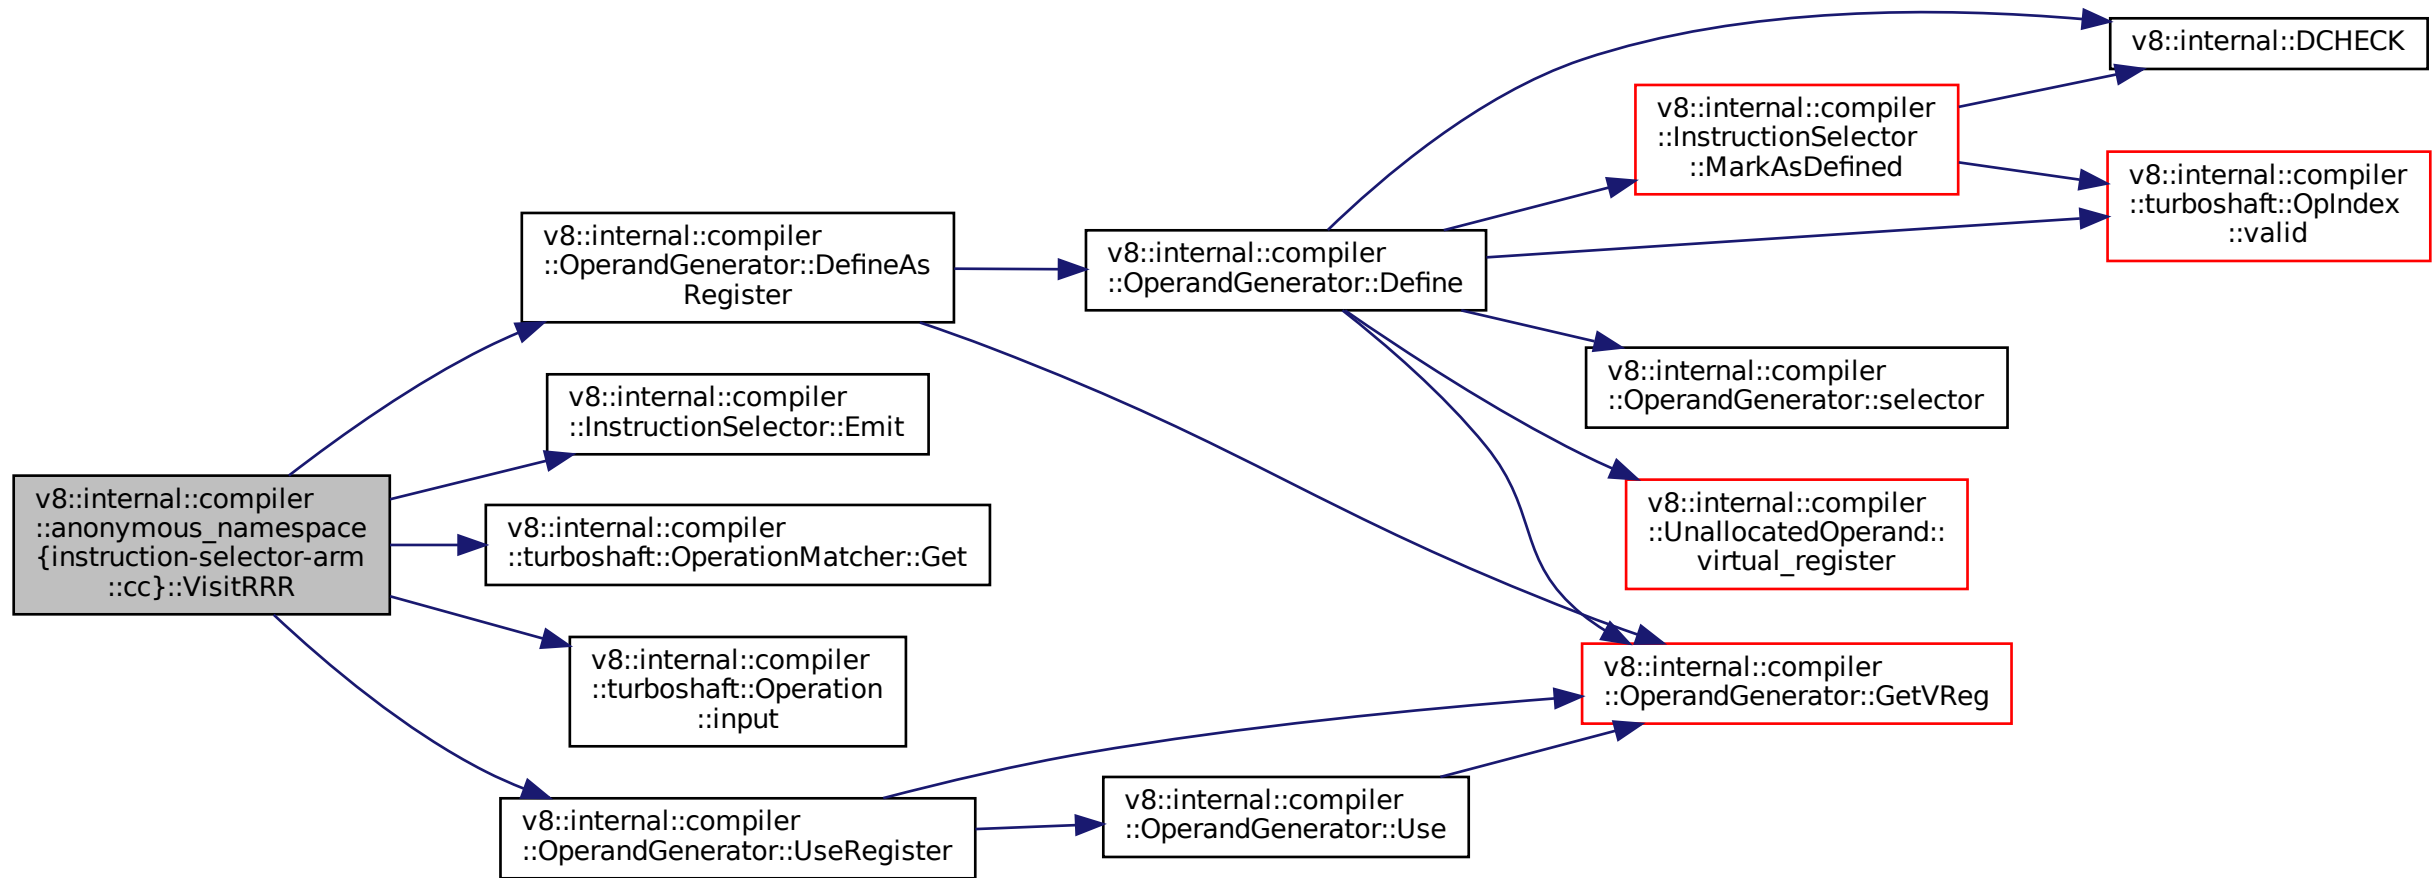 v8::internal::compiler
::anonymous_namespace
{instruction-selector-arm
::cc}::VisitRRR
v8::internal::compiler
::OperandGenerator::DefineAs
Register
v8::internal::compiler
::InstructionSelector::Emit
v8::internal::compiler
::turboshaft::OperationMatcher::Get
v8::internal::compiler
::turboshaft::Operation
::input
v8::internal::compiler
::OperandGenerator::UseRegister
v8::internal::compiler
::OperandGenerator::Define
v8::internal::compiler
::OperandGenerator::Use
v8::internal::compiler
::InstructionSelector
::MarkAsDefined
v8::internal::compiler
::OperandGenerator::selector
v8::internal::compiler
::UnallocatedOperand::
virtual_register
v8::internal::compiler
::OperandGenerator::GetVReg
v8::internal::DCHECK
v8::internal::compiler
::turboshaft::OpIndex
::valid